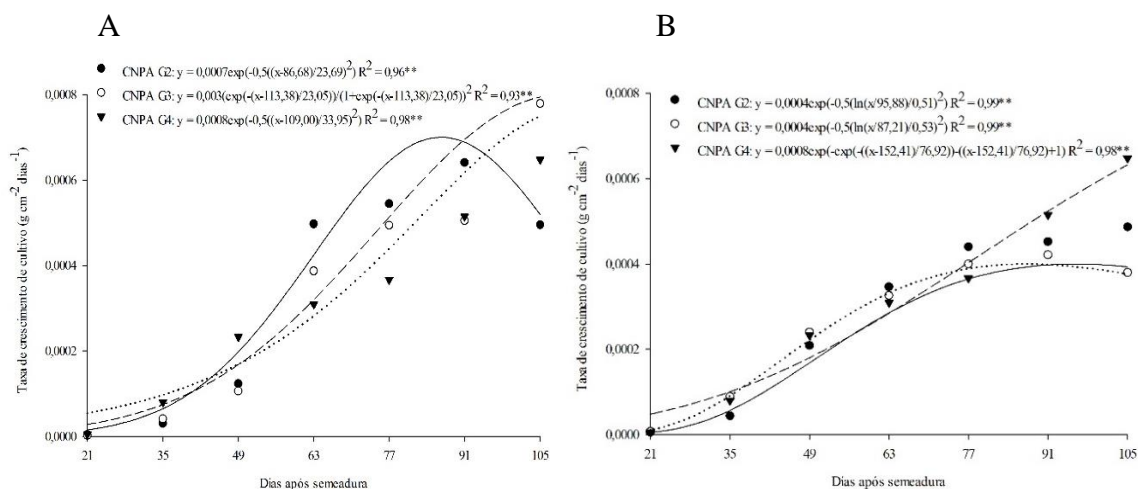 A
CNPA G2: y = 0,0007exp(-0,5((x-86,68)/23,69)²) R² = 0,96**
CNPA G3: y = 0,003(exp(-(x-113,38)/23,05))/(1+exp(-(x-113,38)/23,05))² R² = 0,93**
CNPA G4: y = 0,0008exp(-0,5((x-109,00)/33,95)²) R² = 0,98**
Taxa de crescimento de cultivo (g cm⁻² dias⁻¹)
0,0008
0,0006
0,0004
0,0002
0,0000
21 35 49 63 77 91 105
Dias após semeadura
B
CNPA G2: y = 0,0004exp(-0,5(ln(x/95,88)/0,51)²) R² = 0,99**
CNPA G3: y = 0,0004exp(-0,5(ln(x/87,21)/0,53)²) R² = 0,99**
CNPA G4: y = 0,0008exp(-exp(-((x-152,41)/76,92))-((x-152,41)/76,92)+1) R² = 0,98**
Taxa de crescimento de cultivo (g cm⁻² dias⁻¹)
0,0008
0,0006
0,0004
0,0002
0,0000
21 35 49 63 77 91 105
Dias após semeadura